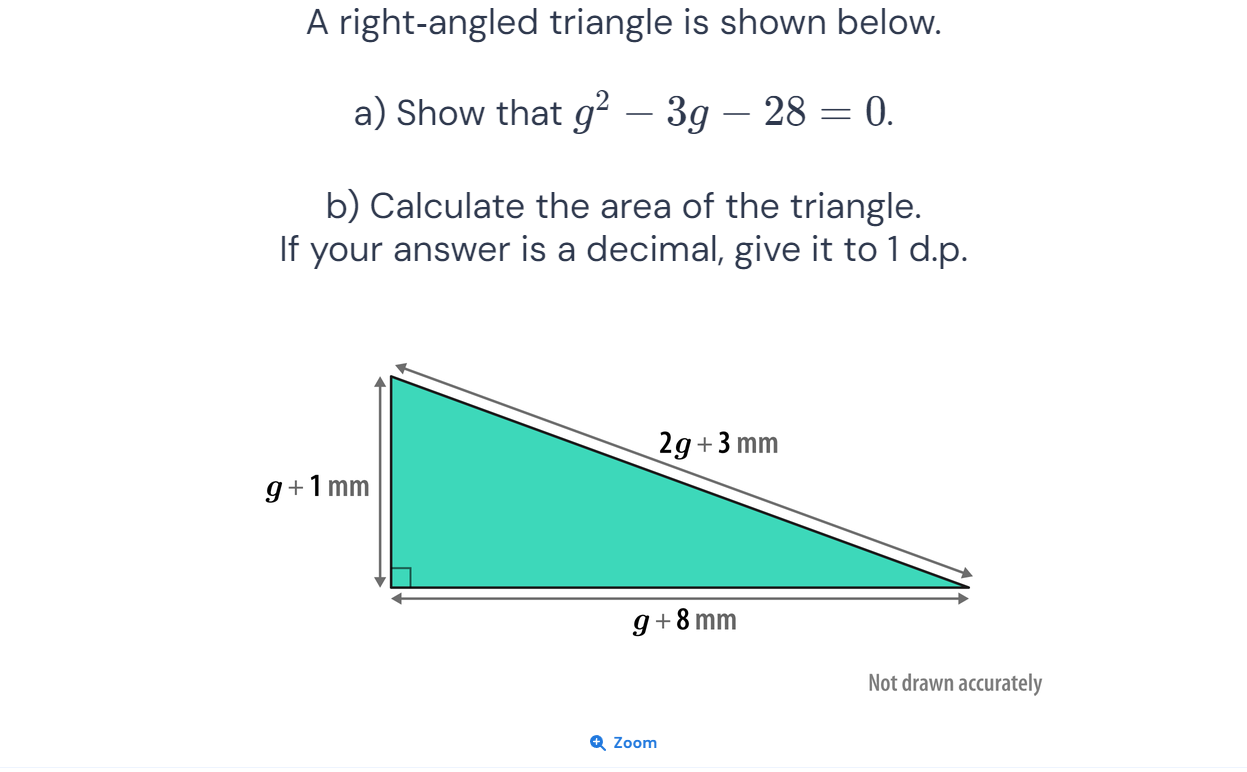 A right-angled triangle is shown below.
a) Show that g² − 3g − 28 = 0.
b) Calculate the area of the triangle.
If your answer is a decimal, give it to 1 d.p.
2g + 3 mm
g + 1 mm
g + 8 mm
Not drawn accurately
Zoom